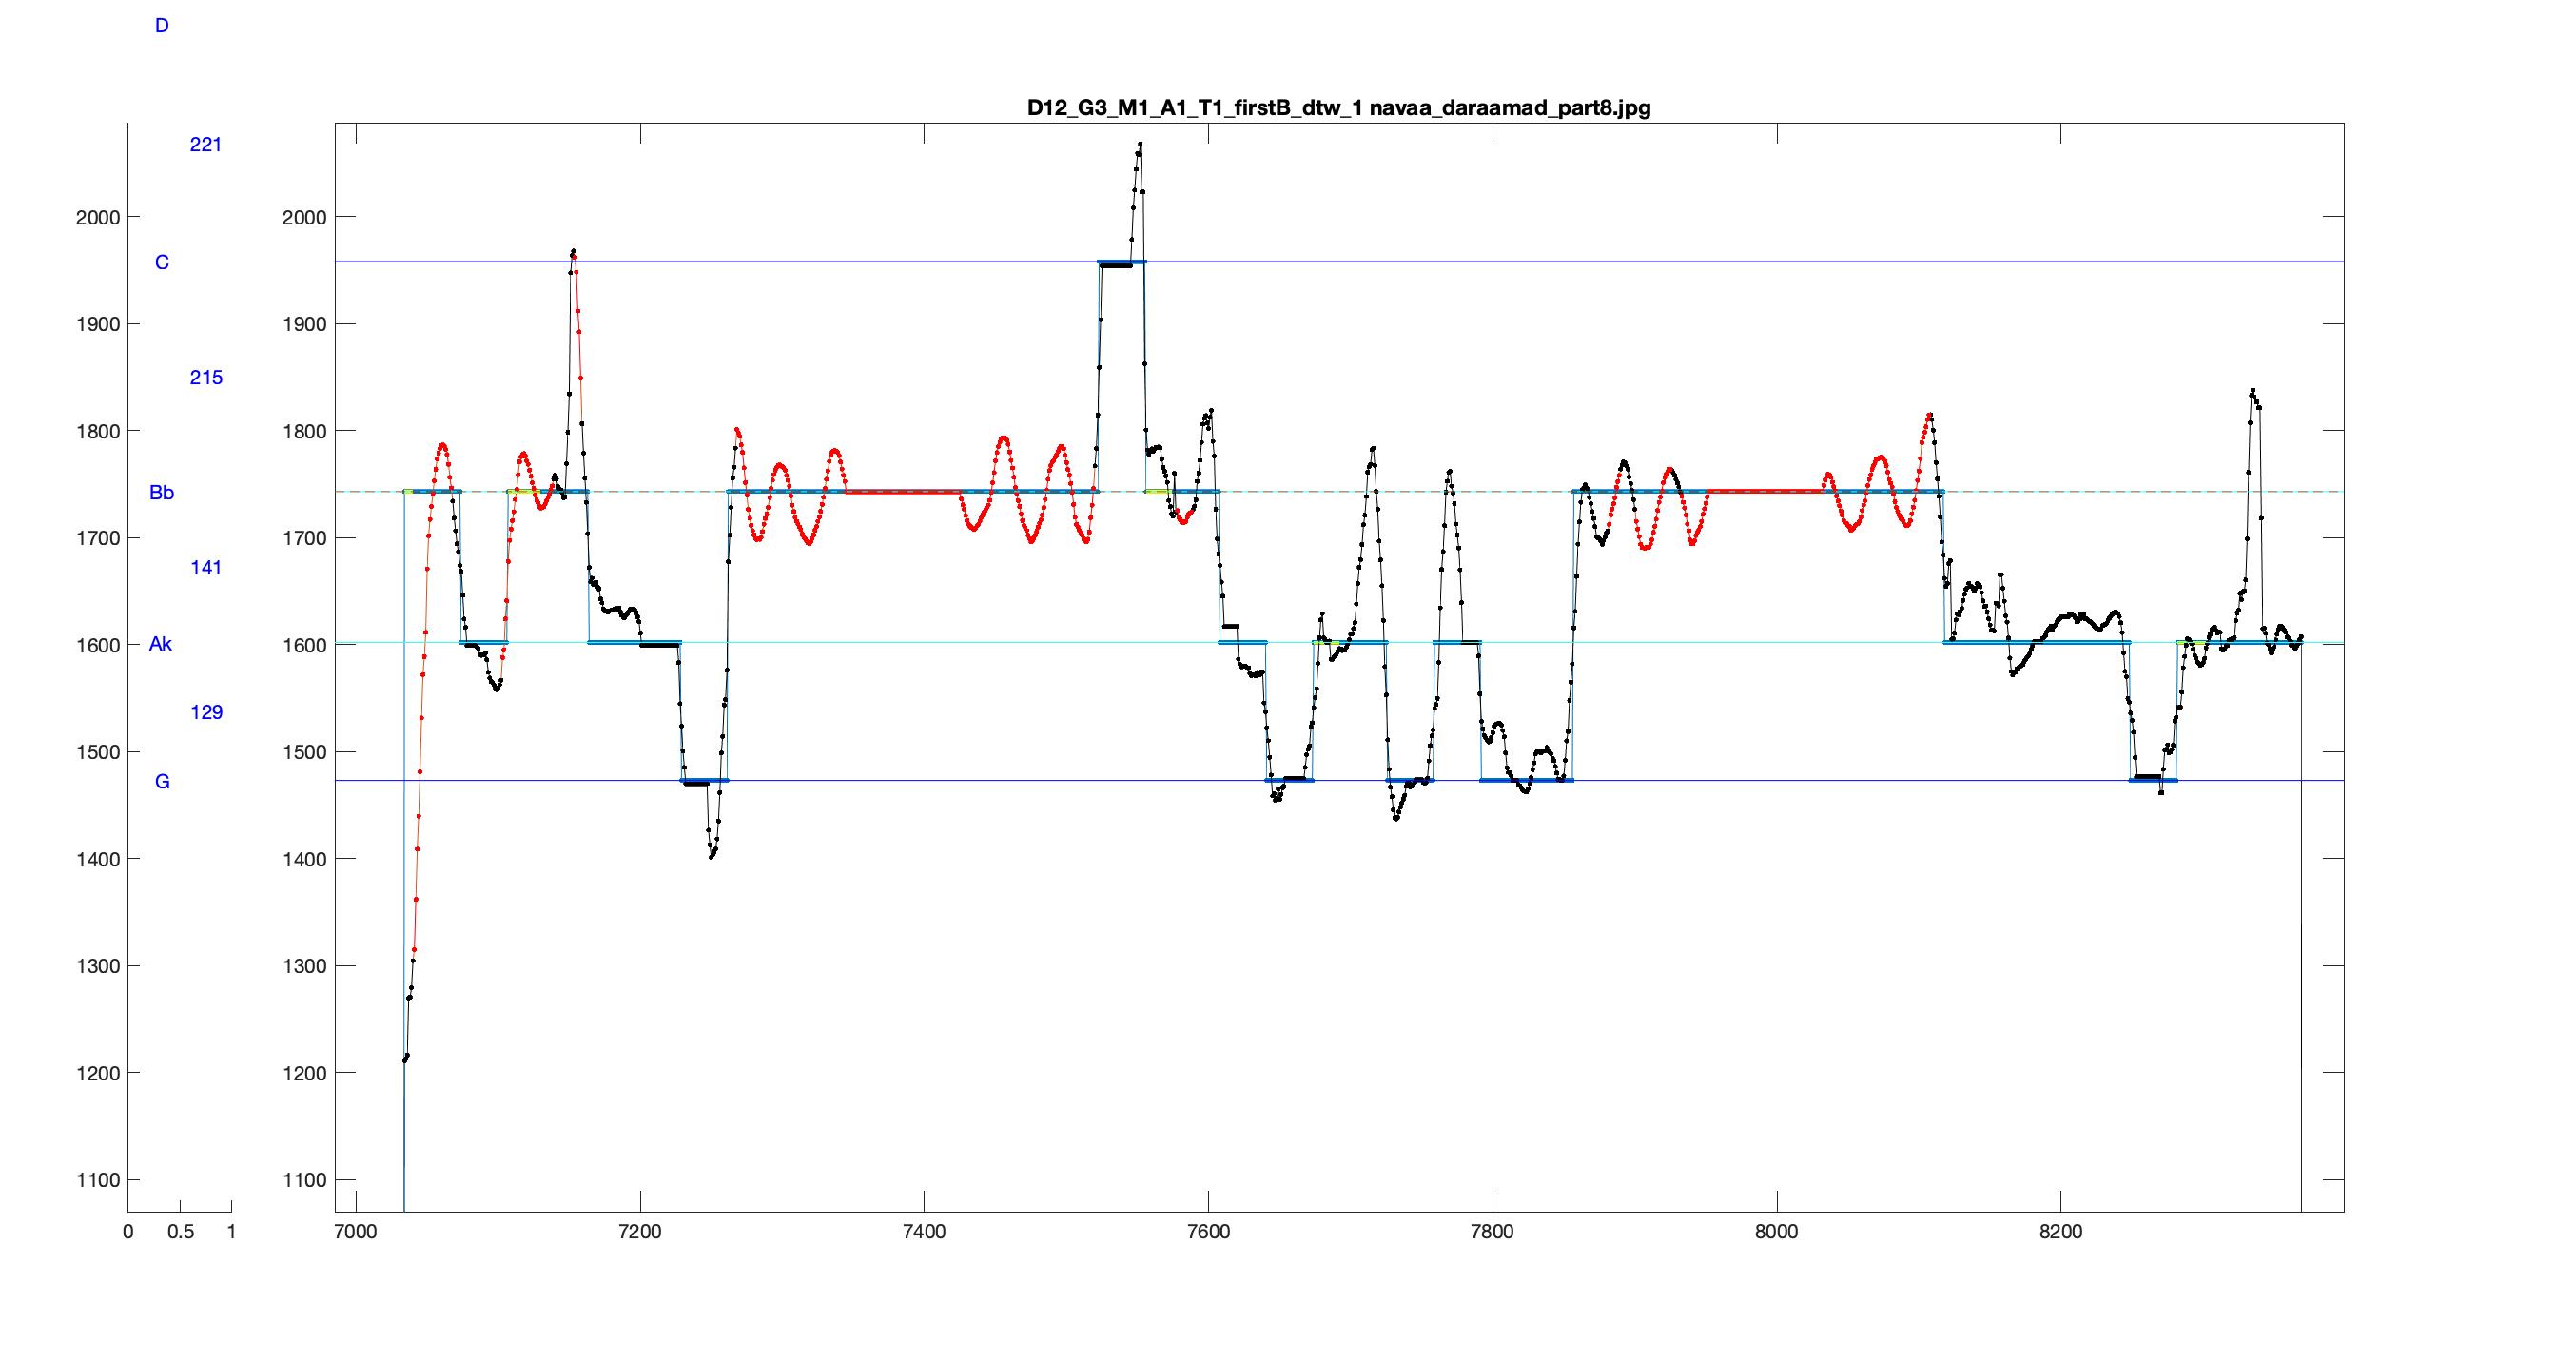 D
D12_G3_M1_A1_T1_firstB_dtw_1 navaa_daraamad_part8.jpg
221
2000 2000
C
1900 1900
215
1800 1800
Bb
1700 1700
141
1600 Ak 1600
129
1500 1500
G
1400 1400
1300 1300
1200 1200
1100 1100
0 0.5 1 7000 7200 7400 7600 7800 8000 8200